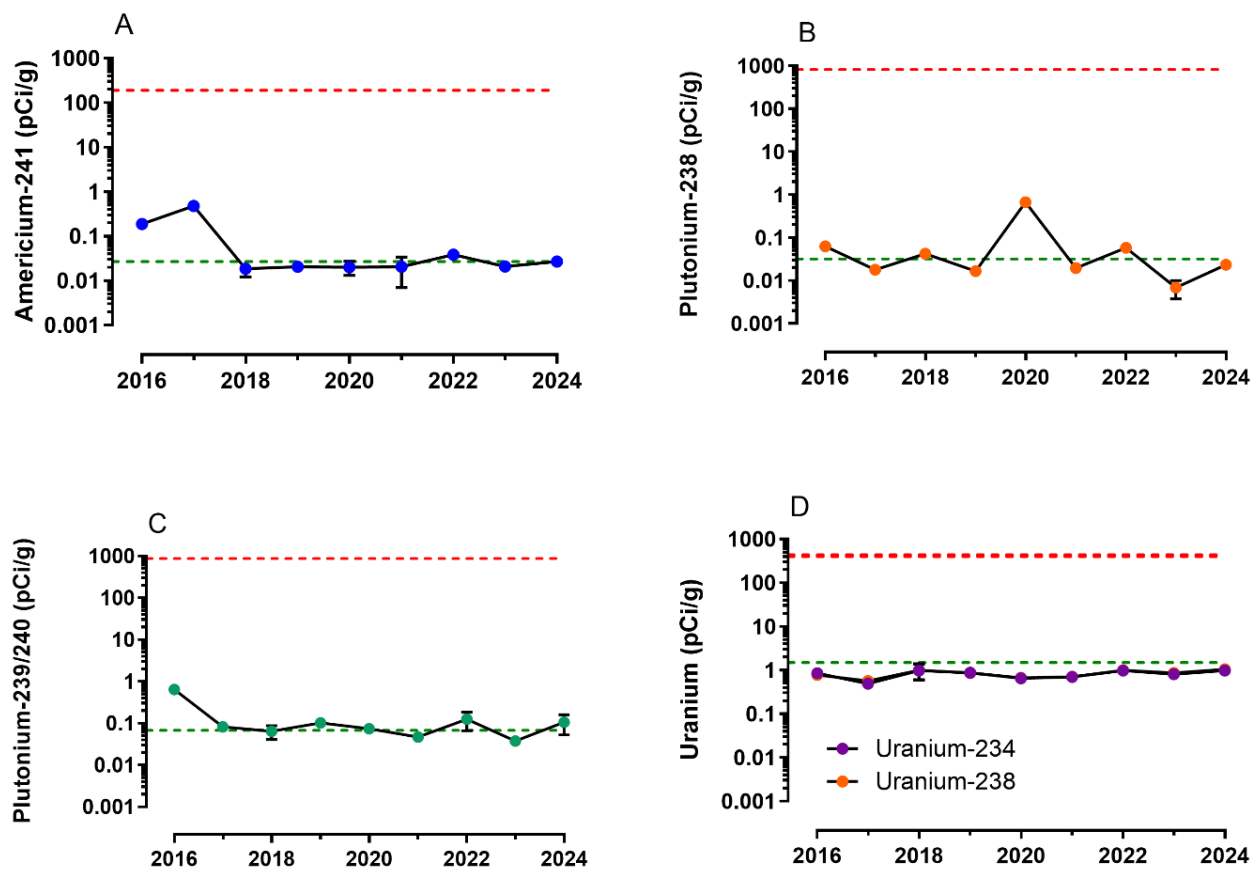 A
Americium-241 (pCi/g)
1000
100
10
1
0.1
0.01
0.001
2016 2018 2020 2022 2024
B
Plutonium-238 (pCi/g)
1000
100
10
1
0.1
0.01
0.001
2016 2018 2020 2022 2024
C
Plutonium-239/240 (pCi/g)
1000
100
10
1
0.1
0.01
0.001
2016 2018 2020 2022 2024
D
Uranium (pCi/g)
1000
100
10
1
0.1
0.01
0.001
Uranium-234
Uranium-238
2016 2018 2020 2022 2024